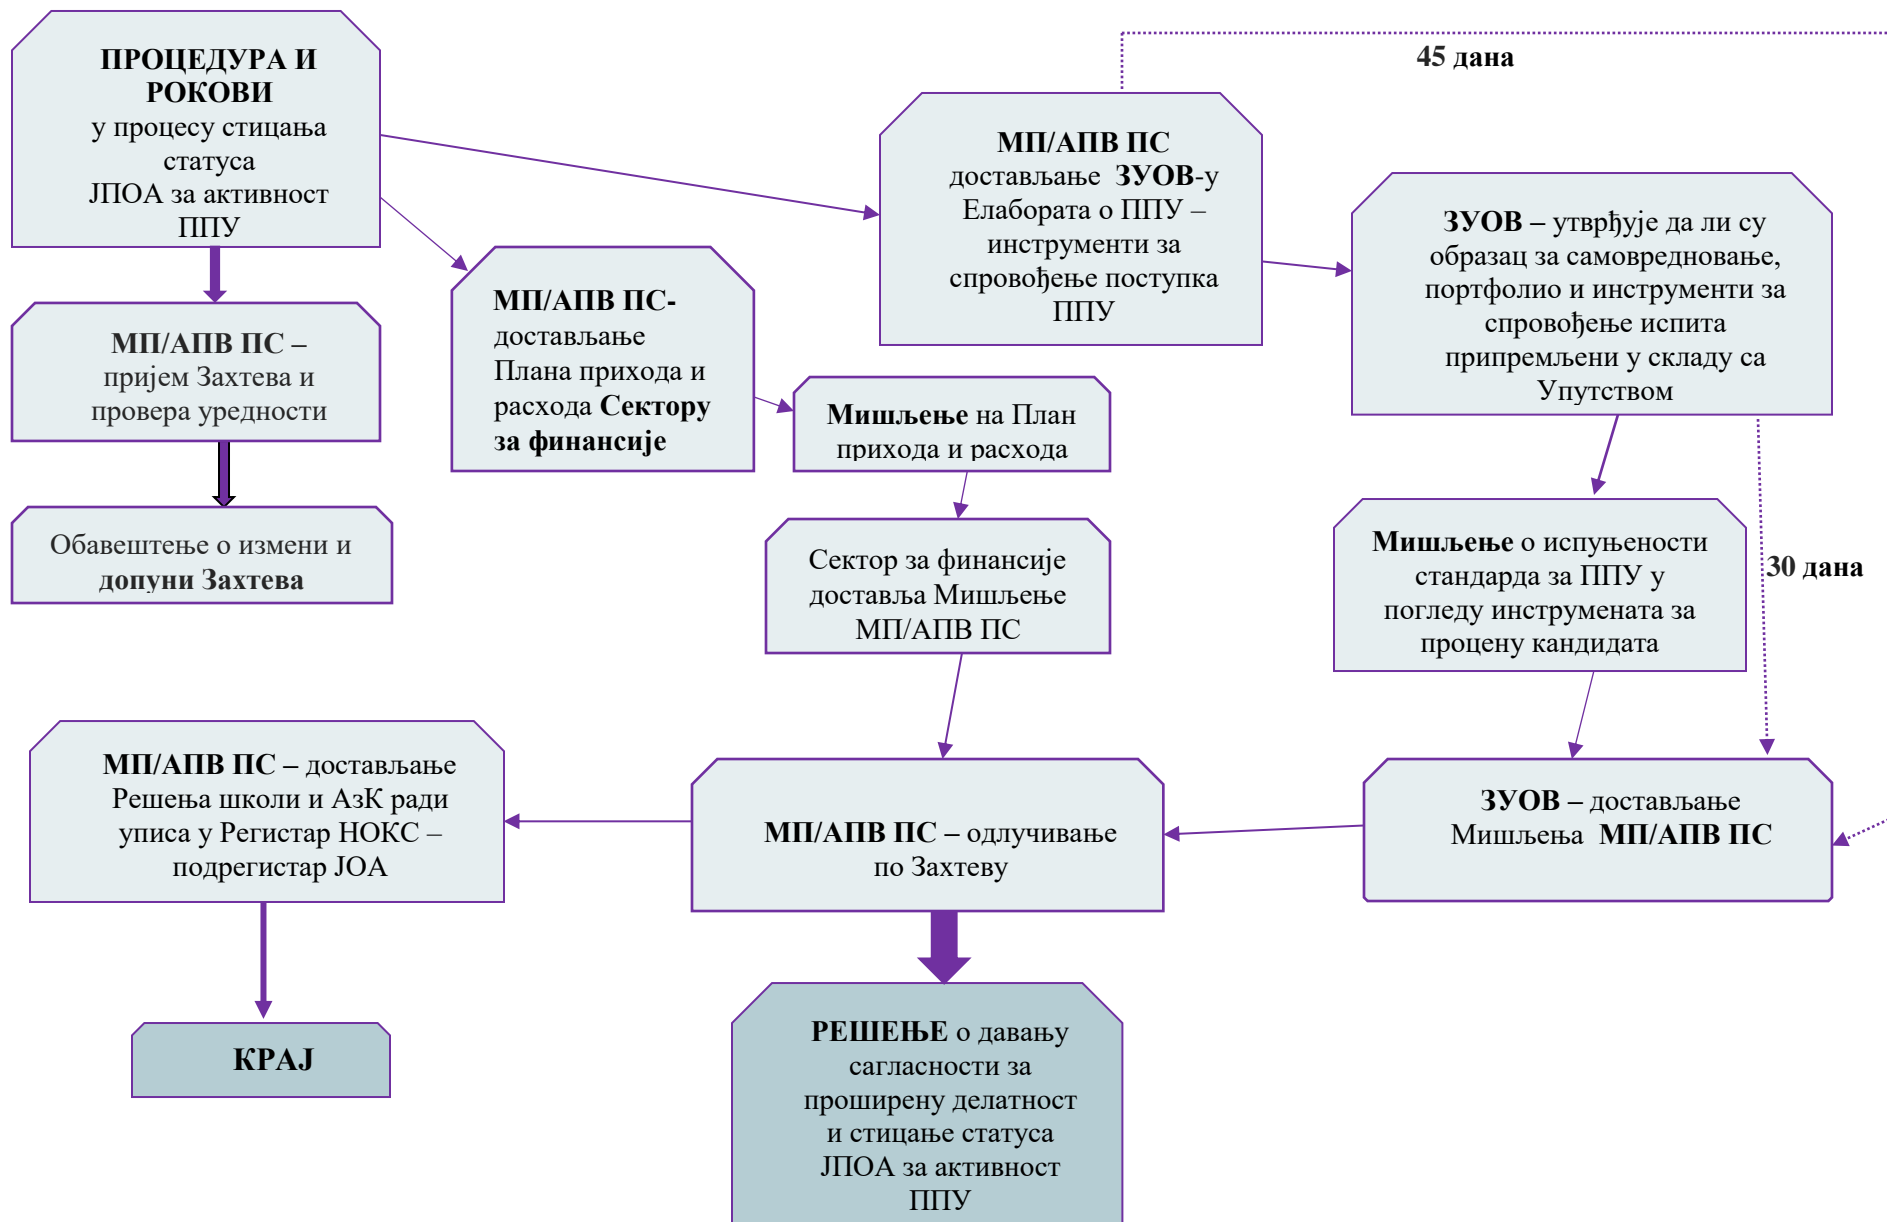 ПРОЦЕДУРА И
РОКОВИ
у процесу стицања
статуса
ЈПОА за активност
ППУ
45 дана
МП/АПВ ПС
достављање ЗУОВ-у
Елабората о ППУ –
инструменти за
спровођење поступка
ППУ
ЗУОВ – утврђује да ли су
образац за самовредновање,
портфолио и инструменти за
спровођење испита
припремљени у складу са
Упутством
МП/АПВ ПС-
достављање
Плана прихода и
расхода Сектору
за финансије
МП/АПВ ПС –
пријем Захтева и
провера уредности
Мишљење на План
прихода и расхода
Обавештење о измени и
допуни Захтева
Сектор за финансије
доставља Мишљење
МП/АПВ ПС
Мишљење о испуњености
стандарда за ППУ у
погледу инструмената за
процену кандидата
30 дана
МП/АПВ ПС – достављање
Решења школи и АзК ради
уписа у Регистар НОКС –
подрегистар ЈОА
МП/АПВ ПС – одлучивање
по Захтеву
ЗУОВ – достављање
Мишљења МП/АПВ ПС
КРАЈ
РЕШЕЊЕ о давању
сагласности за
проширену делатност
и стицање статуса
ЈПОА за активност
ППУ